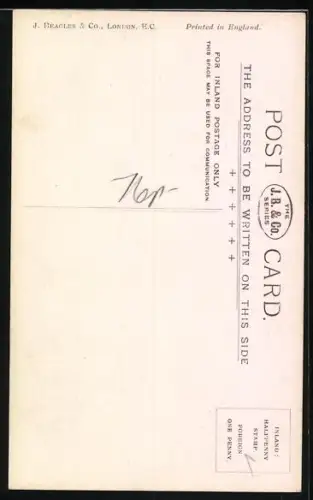 J. BEAGLES & CO., LONDON, E.C. Printed in England.
POST THE J.B. & Co. SERIES CARD.
THE ADDRESS TO BE WRITTEN ON THIS SIDE
FOR INLAND POSTAGE ONLY
THIS SPACE MAY BE USED FOR COMMUNICATION.
INLAND:
HALFPENNY
STAMP
FOREIGN
ONE PENNY